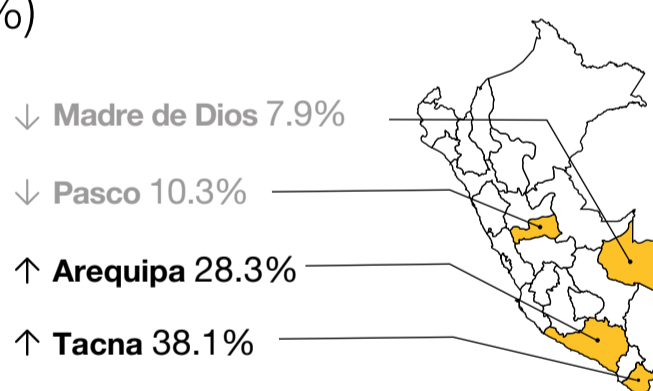 %)
↓ Madre de Dios 7.9%
↓ Pasco 10.3%
↑ Arequipa 28.3%
↑ Tacna 38.1%